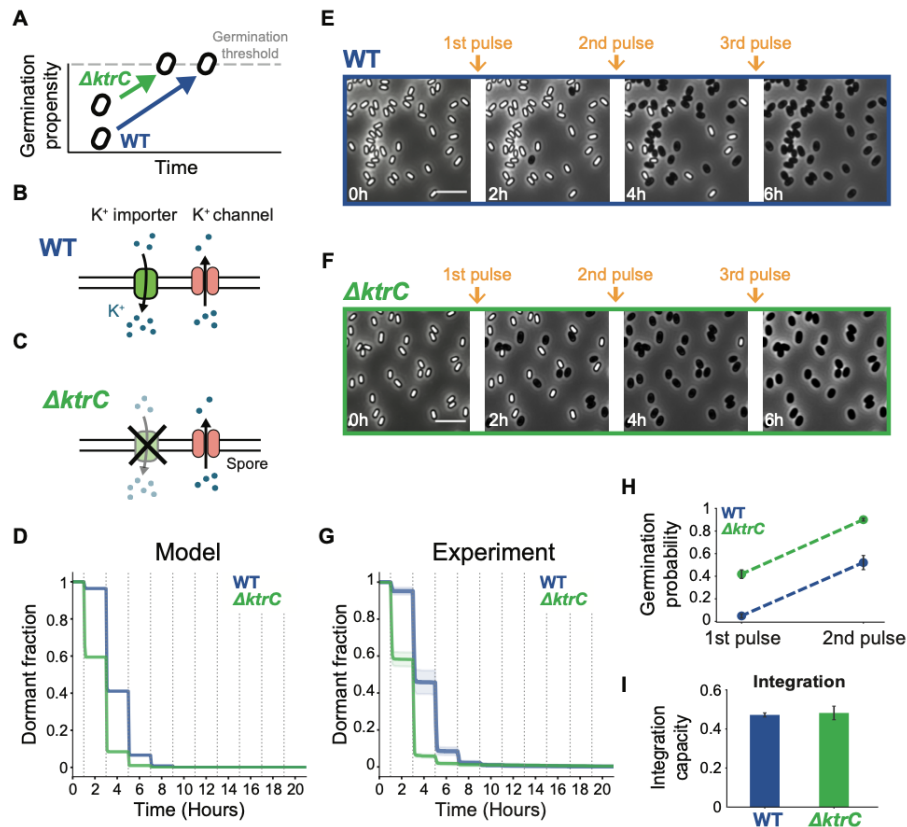 A
Germination
threshold
ΔktrC
WT
Germination
propensity
Time
B
K⁺ importer
K⁺ channel
WT
K⁺
C
ΔktrC
Spore
D
Model
WT
ΔktrC
Dormant fraction
1
0.8
0.6
0.4
0.2
0
0 2 4 6 8 10 12 14 16 18 20
Time (Hours)
E
1st pulse
2nd pulse
3rd pulse
WT
0h
2h
4h
6h
F
1st pulse
2nd pulse
3rd pulse
ΔktrC
0h
2h
4h
6h
G
Experiment
WT
ΔktrC
Dormant fraction
1
0.8
0.6
0.4
0.2
0
0 2 4 6 8 10 12 14 16 18 20
Time (Hours)
H
WT
ΔktrC
Germination
probability
1
0.8
0.6
0.4
0.2
0
1st pulse
2nd pulse
I
Integration
Integration
capacity
0.6
0.4
0.2
0
WT
ΔktrC